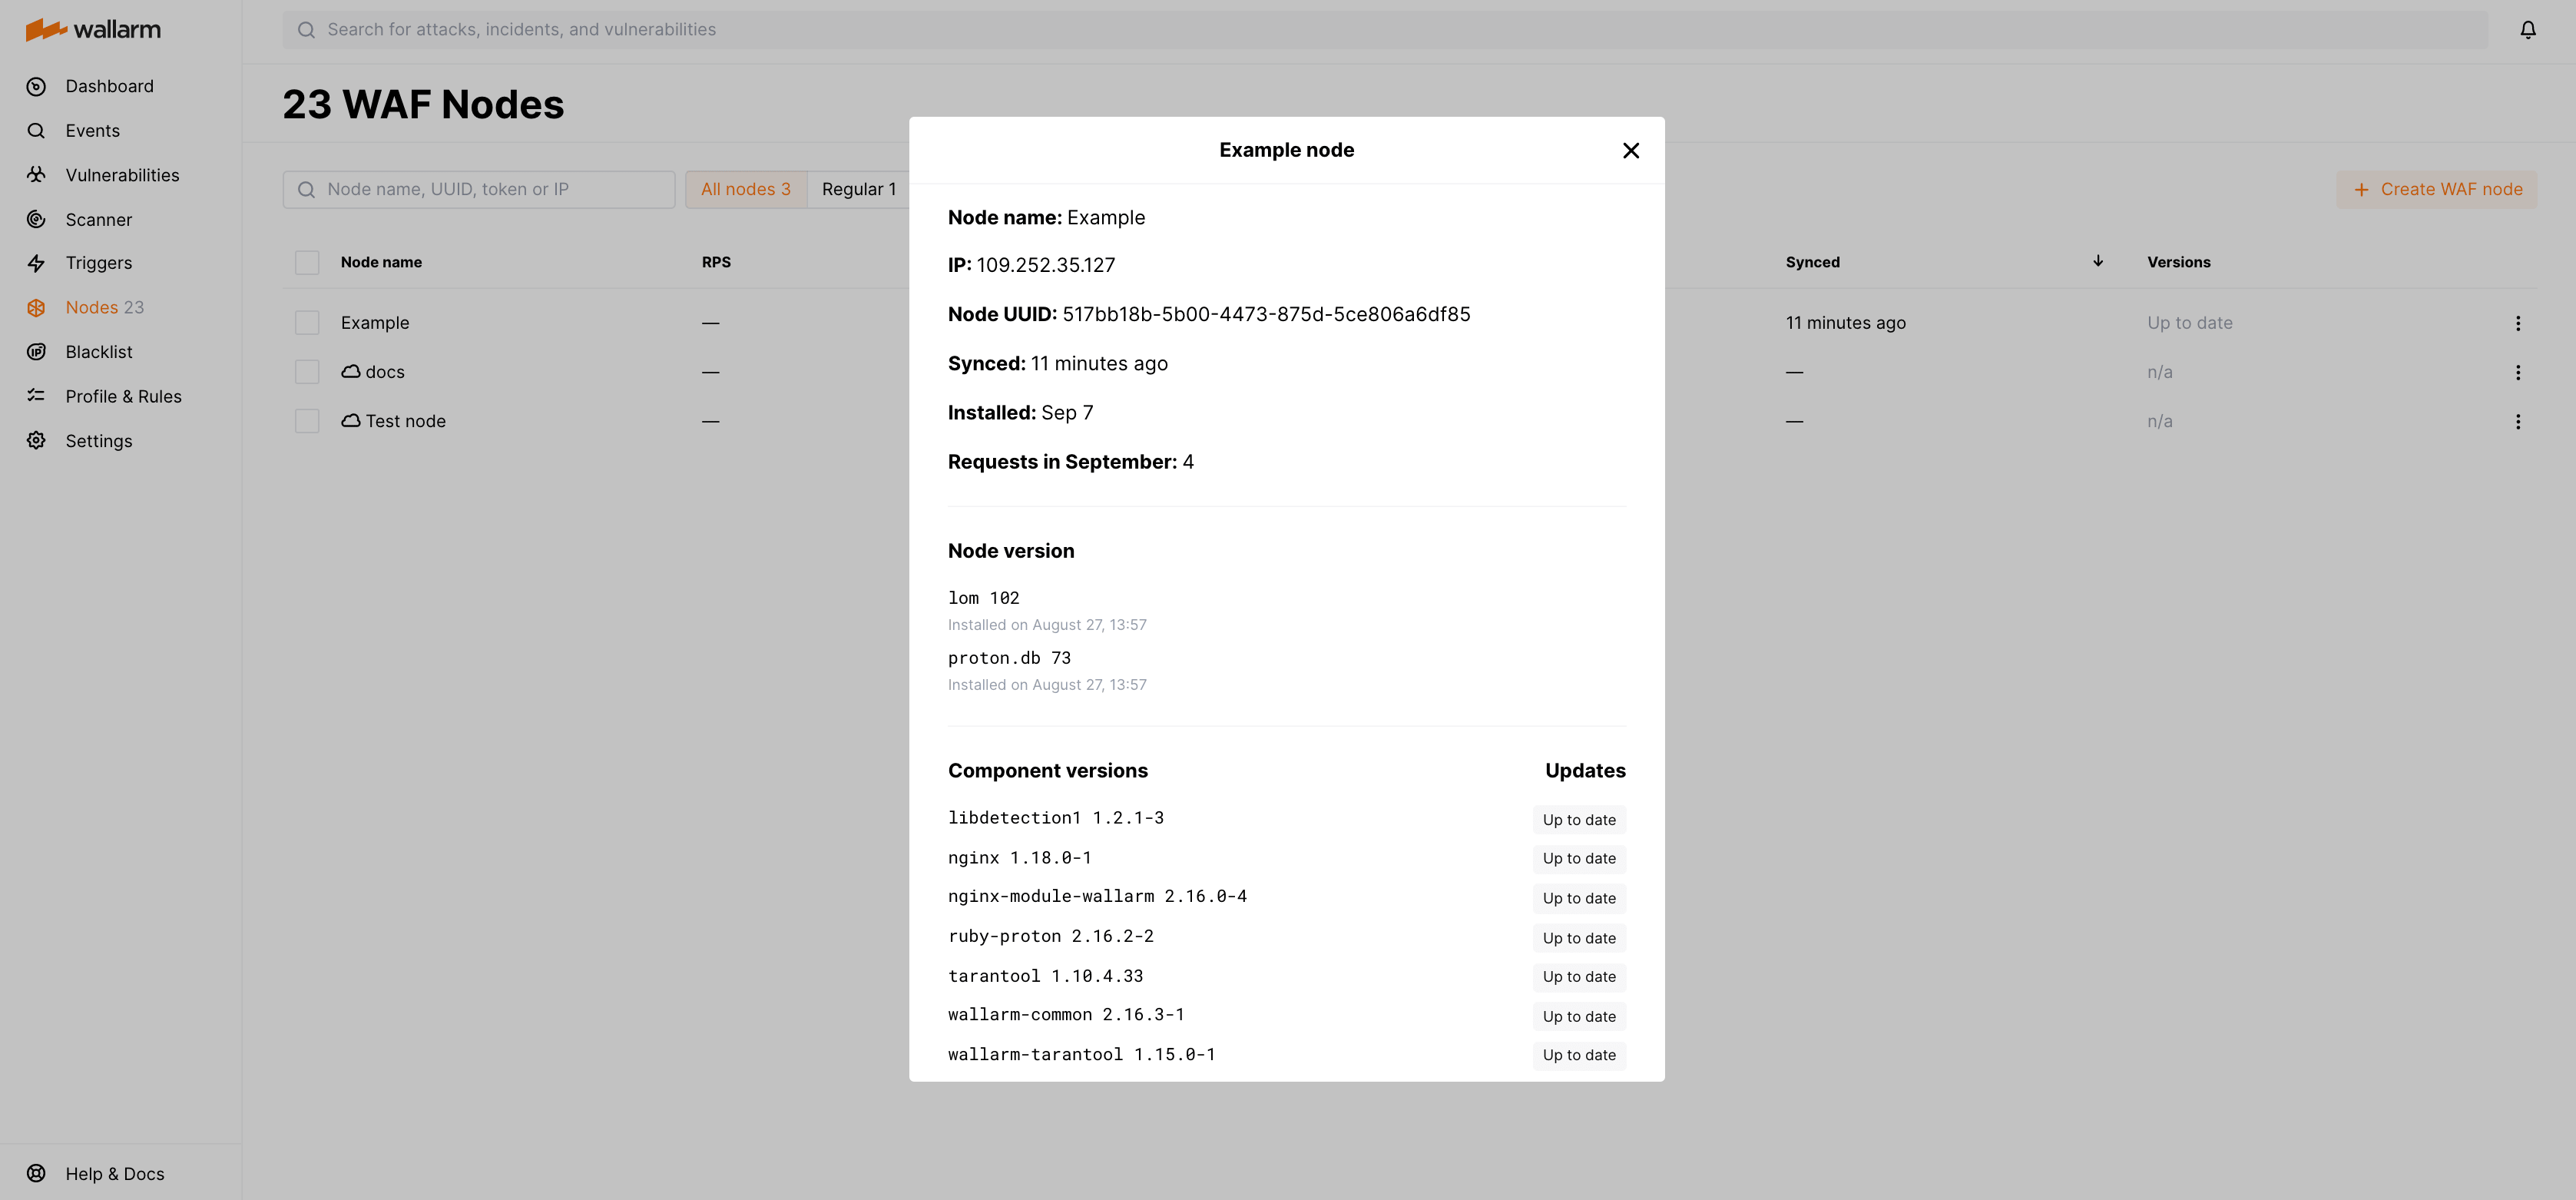 wallarm
Search for attacks, incidents, and vulnerabilities
Dashboard
Events
Vulnerabilities
Scanner
Triggers
Nodes 23
Blacklist
Profile & Rules
Settings
Help & Docs
23 WAF Nodes
Node name, UUID, token or IP
All nodes 3
Regular 1
Create WAF node
Node name RPS Synced Versions
Example — 11 minutes ago Up to date
docs — — n/a
Test node — — n/a
Example node
Node name: Example
IP: 109.252.35.127
Node UUID: 517bb18b-5b00-4473-875d-5ce806a6df85
Synced: 11 minutes ago
Installed: Sep 7
Requests in September: 4
Node version
lom 102
Installed on August 27, 13:57
proton.db 73
Installed on August 27, 13:57
Component versions Updates
libdetection1 1.2.1-3 Up to date
nginx 1.18.0-1 Up to date
nginx-module-wallarm 2.16.0-4 Up to date
ruby-proton 2.16.2-2 Up to date
tarantool 1.10.4.33 Up to date
wallarm-common 2.16.3-1 Up to date
wallarm-tarantool 1.15.0-1 Up to date